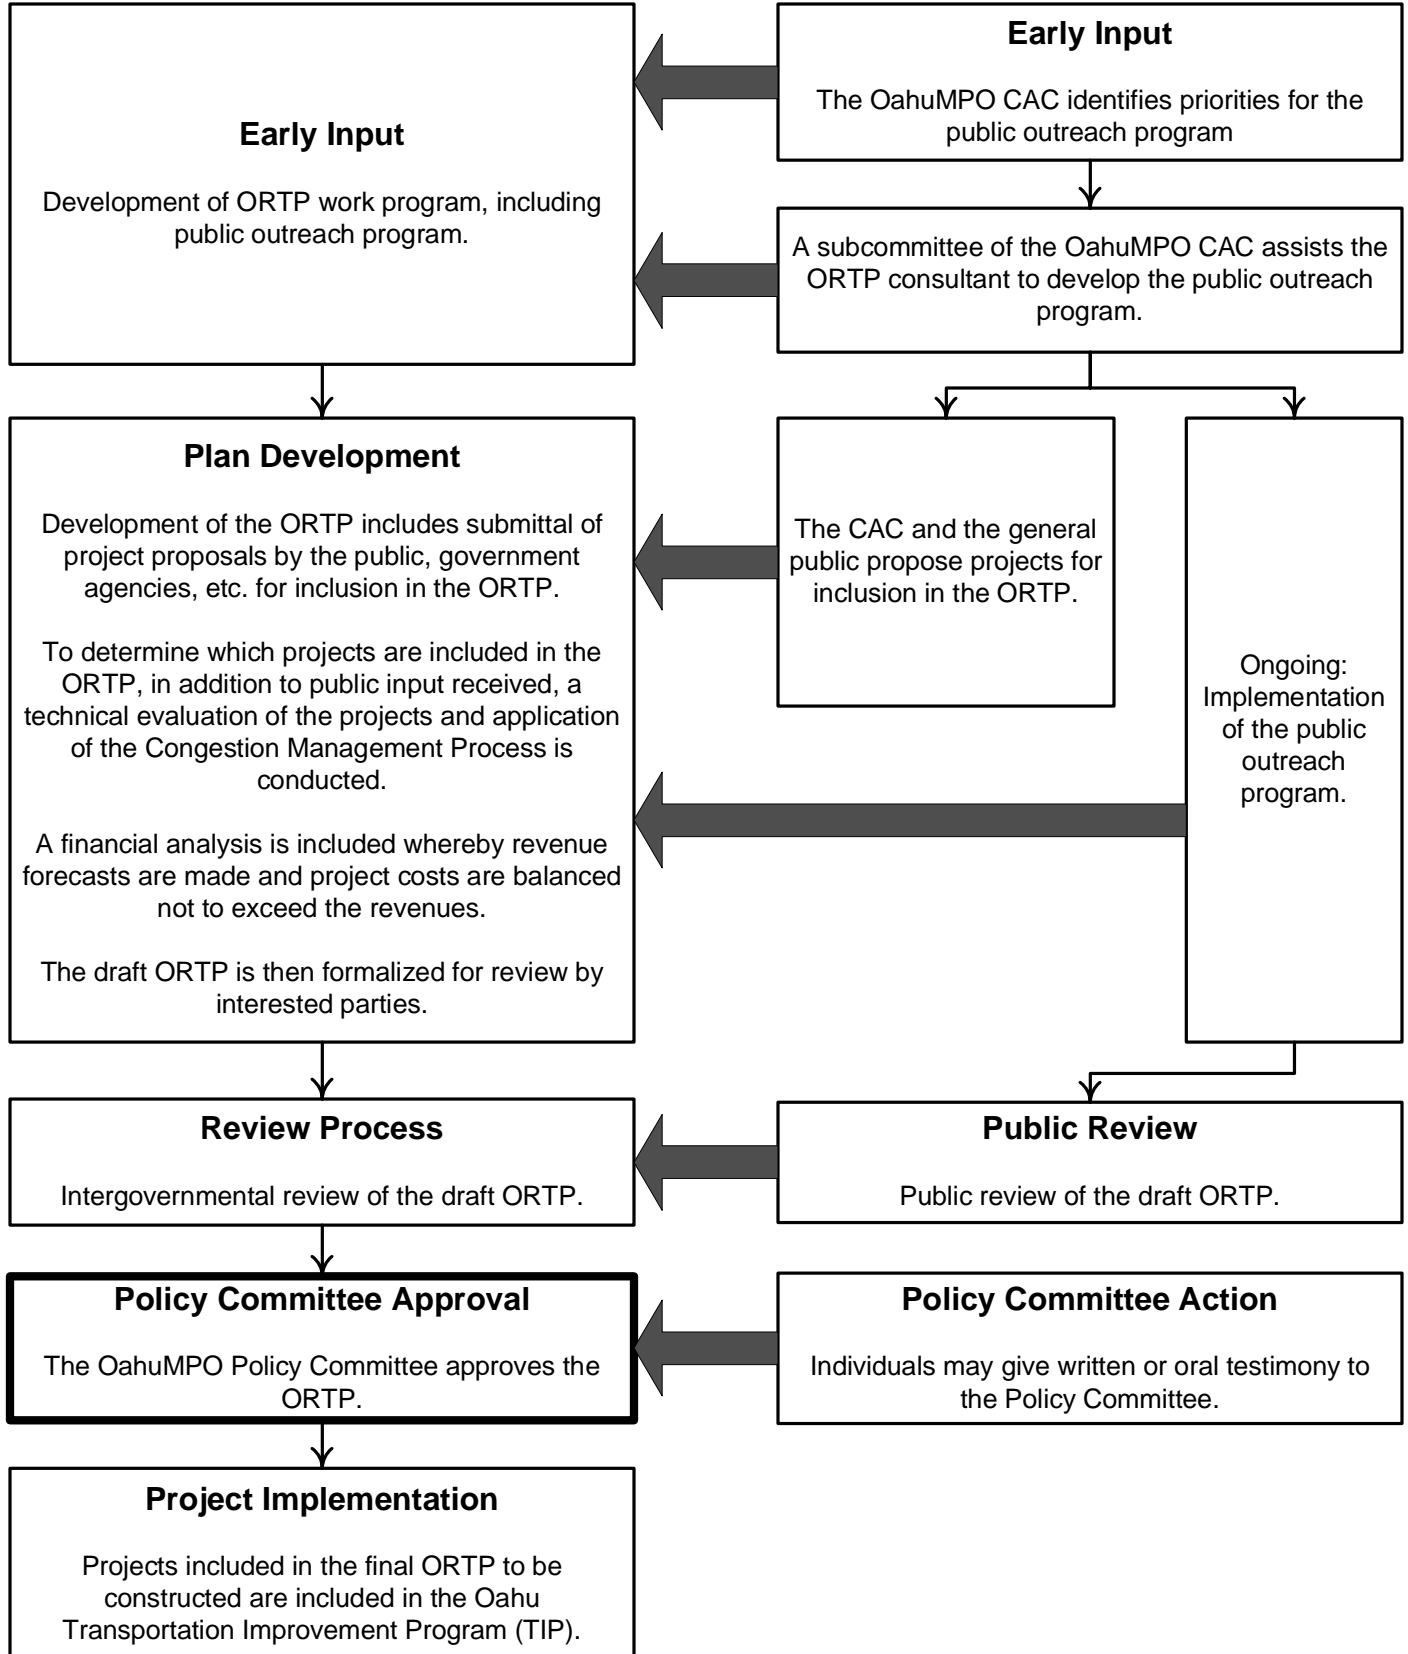 Early Input
Development of ORTP work program, including
public outreach program.
Early Input
The OahuMPO CAC identifies priorities for the
public outreach program
A subcommittee of the OahuMPO CAC assists the
ORTP consultant to develop the public outreach
program.
Plan Development
Development of the ORTP includes submittal of
project proposals by the public, government
agencies, etc. for inclusion in the ORTP.
To determine which projects are included in the
ORTP, in addition to public input received, a
technical evaluation of the projects and application
of the Congestion Management Process is
conducted.
A financial analysis is included whereby revenue
forecasts are made and project costs are balanced
not to exceed the revenues.
The draft ORTP is then formalized for review by
interested parties.
The CAC and the general
public propose projects for
inclusion in the ORTP.
Ongoing:
Implementation
of the public
outreach
program.
Review Process
Intergovernmental review of the draft ORTP.
Public Review
Public review of the draft ORTP.
Policy Committee Approval
The OahuMPO Policy Committee approves the
ORTP.
Policy Committee Action
Individuals may give written or oral testimony to
the Policy Committee.
Project Implementation
Projects included in the final ORTP to be
constructed are included in the Oahu
Transportation Improvement Program (TIP).